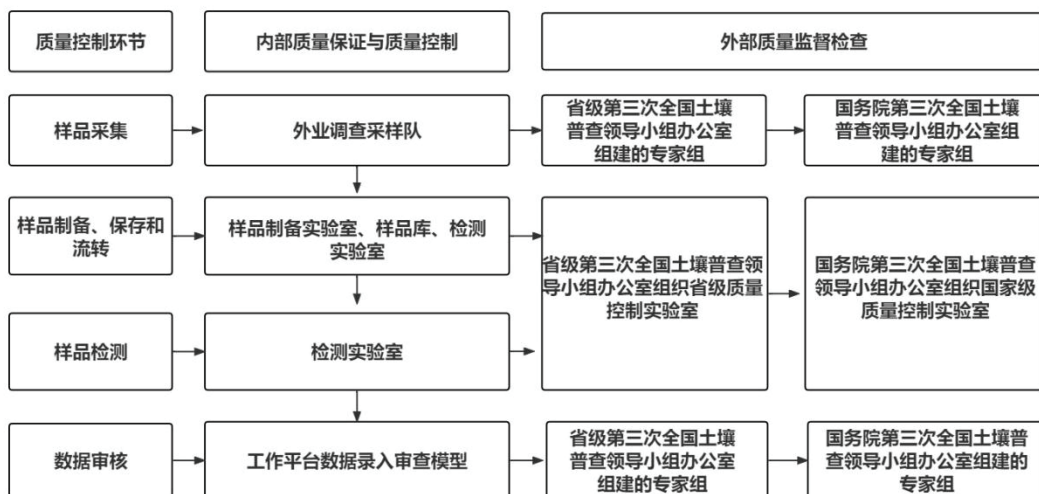 质量控制环节
内部质量保证与质量控制
外部质量监督检查
样品采集
外业调查采样队
省级第三次全国土壤
普查领导小组办公室
组建的专家组
国务院第三次全国土壤
普查领导小组办公室组
建的专家组
样品制备、保存和
流转
样品制备实验室、样品库、检测
实验室
省级第三次全国土壤普查领
导小组办公室组织省级质量
控制实验室
国务院第三次全国土壤普查
领导小组办公室组织国家级
质量控制实验室
样品检测
检测实验室
数据审核
工作平台数据录入审查模型
省级第三次全国土壤
普查领导小组办公室
组建的专家组
国务院第三次全国土壤普
查领导小组办公室组建的
专家组